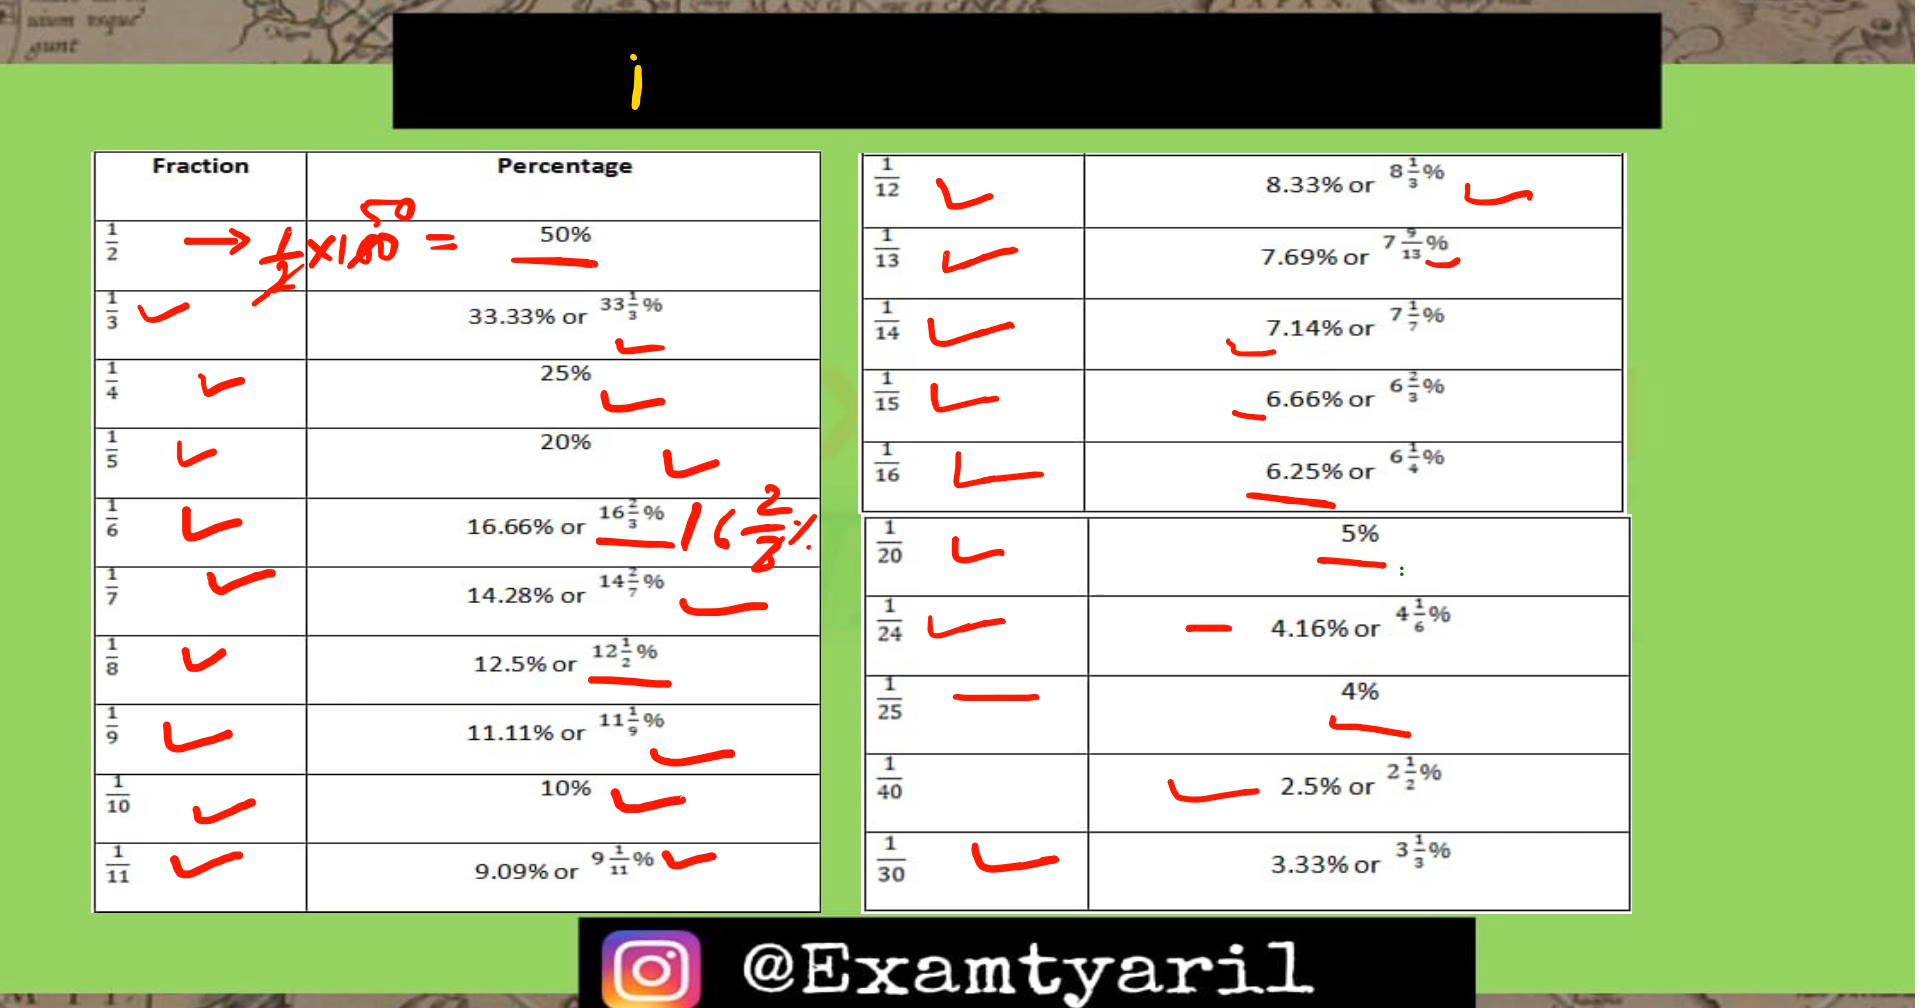 nium usque
gunt
MANGI
CIN
TAPAN.
i
Fraction Percentage
1/2 → 1/2 × 100 = 50 50%
1/3 33.33% or 33 1/3 %
1/4 25%
1/5 20%
1/6 16.66% or 16 2/3 % 16 2/3 %
1/7 14.28% or 14 2/7 %
1/8 12.5% or 12 1/2 %
1/9 11.11% or 11 1/9 %
1/10 10%
1/11 9.09% or 9 1/11 %
1/12 8.33% or 8 1/3 %
1/13 7.69% or 7 9/13 %
1/14 7.14% or 7 1/7 %
1/15 6.66% or 6 2/3 %
1/16 6.25% or 6 1/4 %
1/20 5%
1/24 4.16% or 4 1/6 %
1/25 4%
1/40 2.5% or 2 1/2 %
1/30 3.33% or 3 1/3 %
@Examtyaril